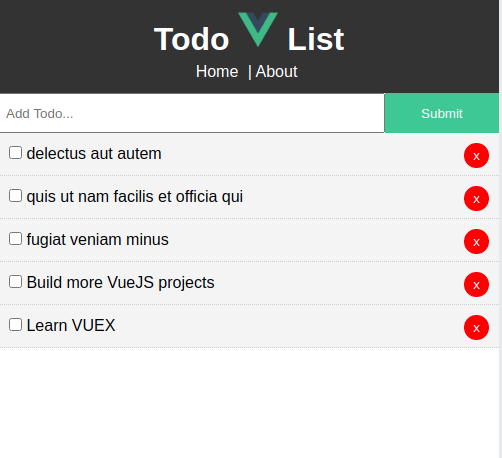 Todo List
Home | About
Add Todo... Submit
delectus aut autem x
quis ut nam facilis et officia qui x
fugiat veniam minus x
Build more VueJS projects x
Learn VUEX x